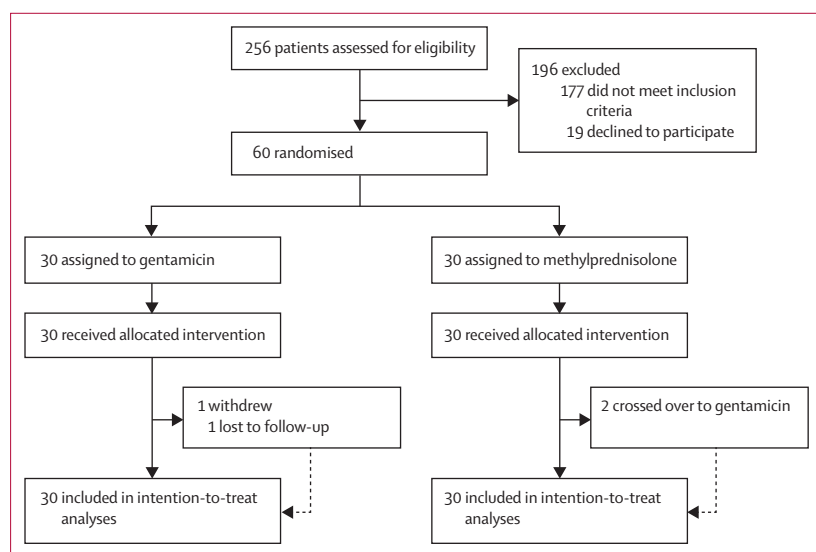 256 patients assessed for eligibility
196 excluded
177 did not meet inclusion
criteria
19 declined to participate
60 randomised
30 assigned to gentamicin
30 assigned to methylprednisolone
30 received allocated intervention
30 received allocated intervention
1 withdrew
1 lost to follow-up
2 crossed over to gentamicin
30 included in intention-to-treat
analyses
30 included in intention-to-treat
analyses